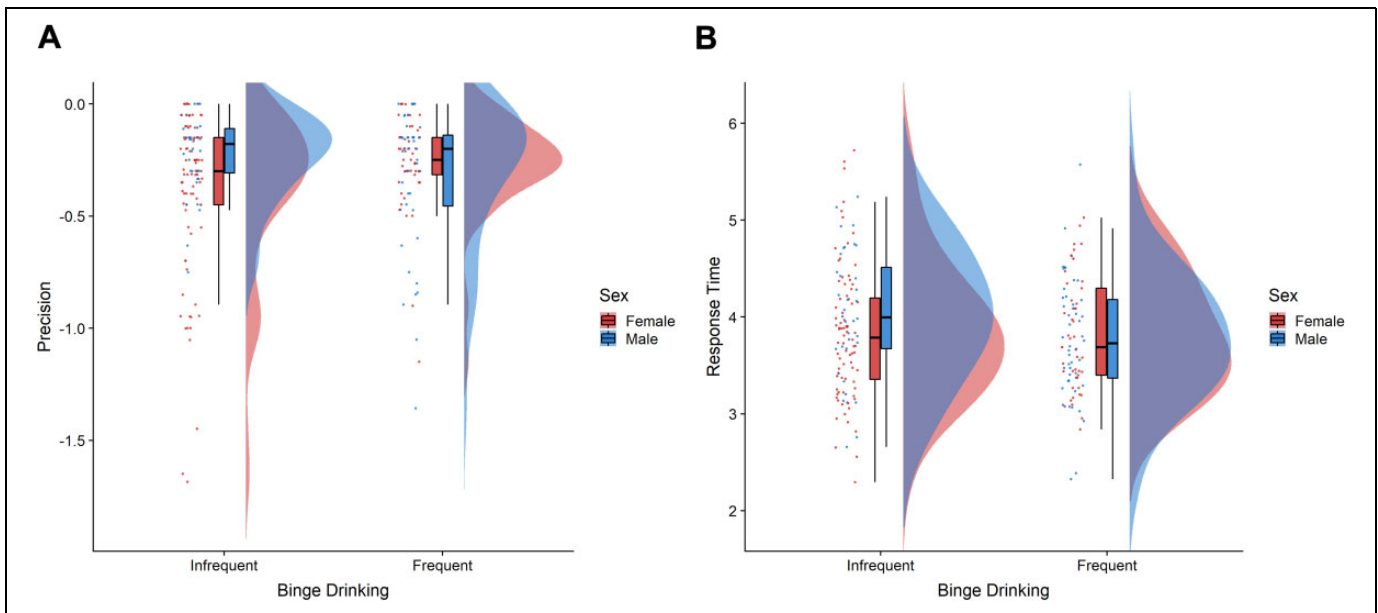 A
Precision
0.0
-0.5
-1.0
-1.5
Infrequent
Frequent
Binge Drinking
Sex
Female
Male
B
Response Time
6
5
4
3
2
Infrequent
Frequent
Binge Drinking
Sex
Female
Male